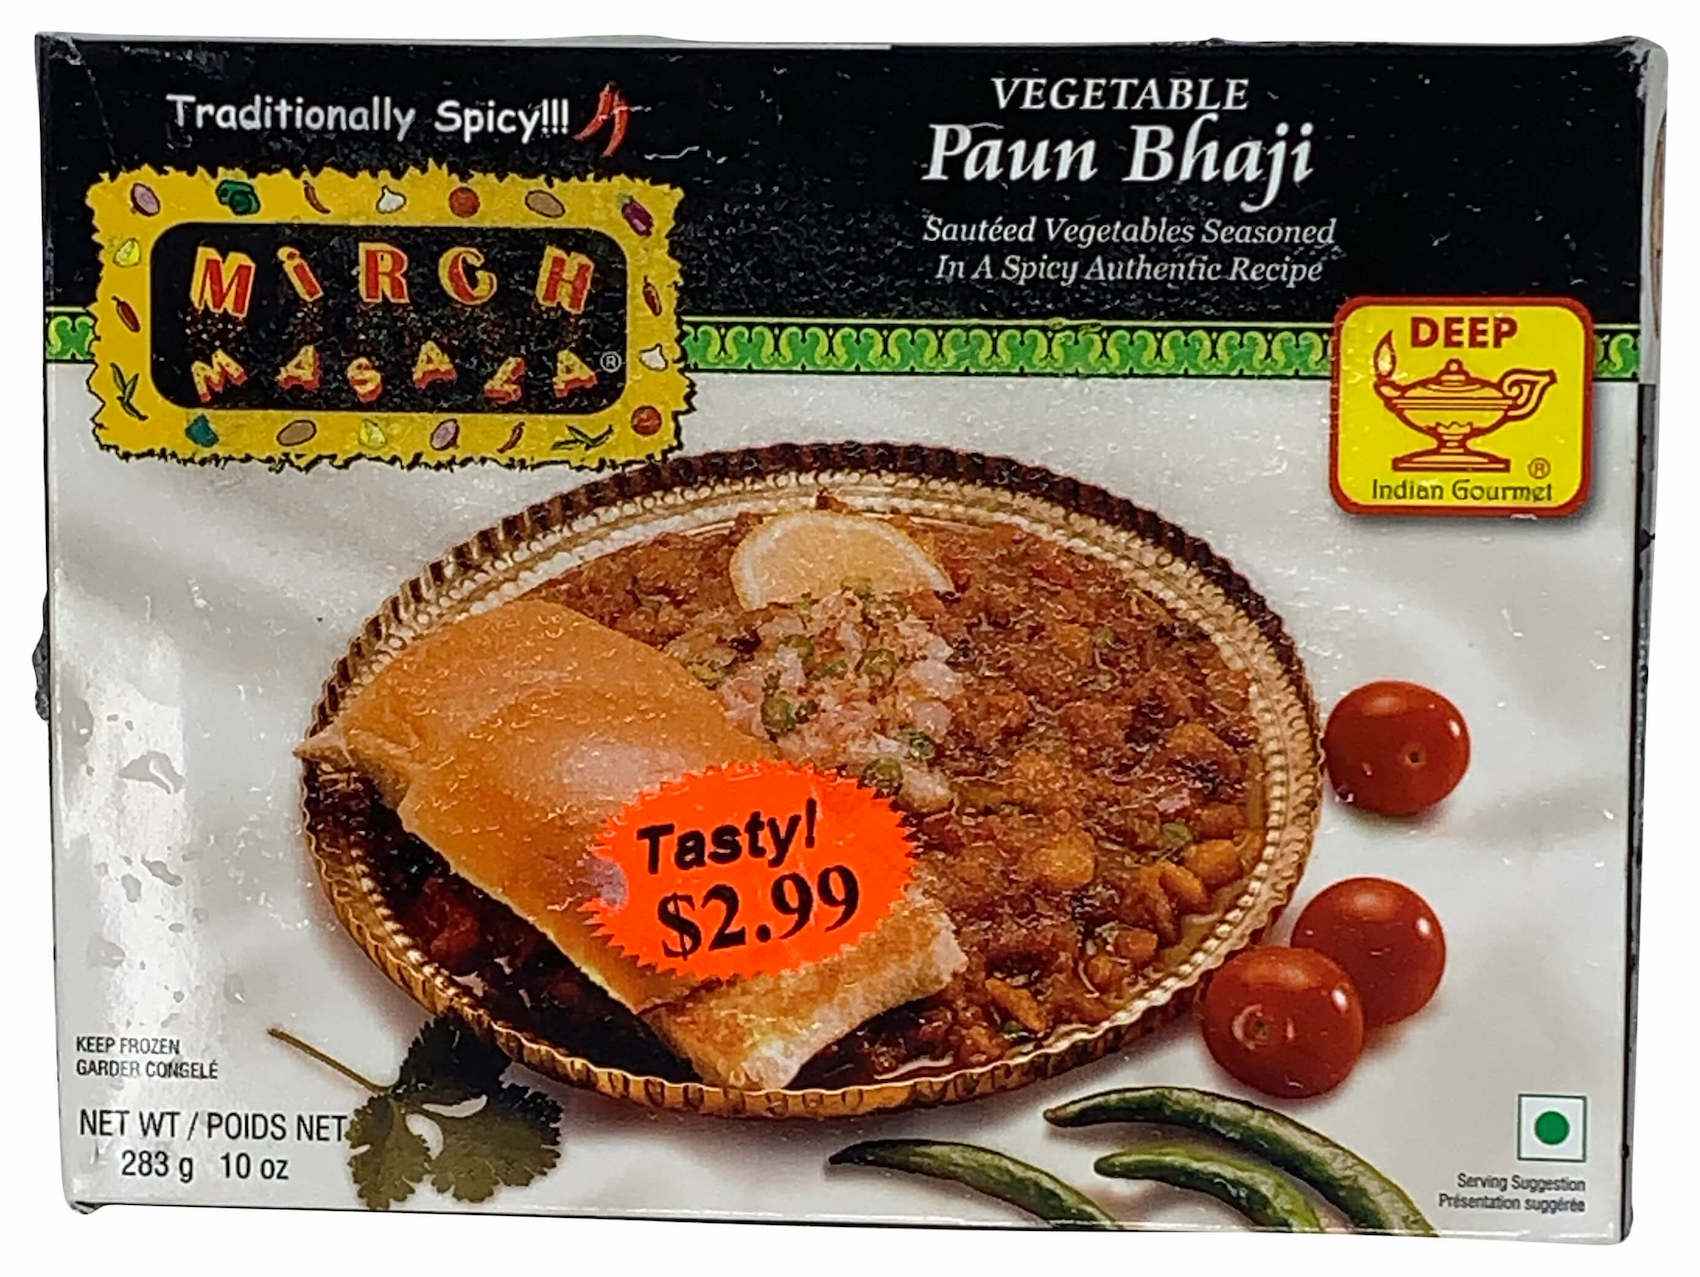 Traditionally Spicy!!!
MiRCH
MASALA®
VEGETABLE
Paun Bhaji
Sautéed Vegetables Seasoned
In A Spicy Authentic Recipe
DEEP
®
Indian Gourmet
Tasty!
$2.99
KEEP FROZEN
GARDER CONGELÉ
NET WT / POIDS NET
283 g 10 oz
Serving Suggestion
Présentation suggérée